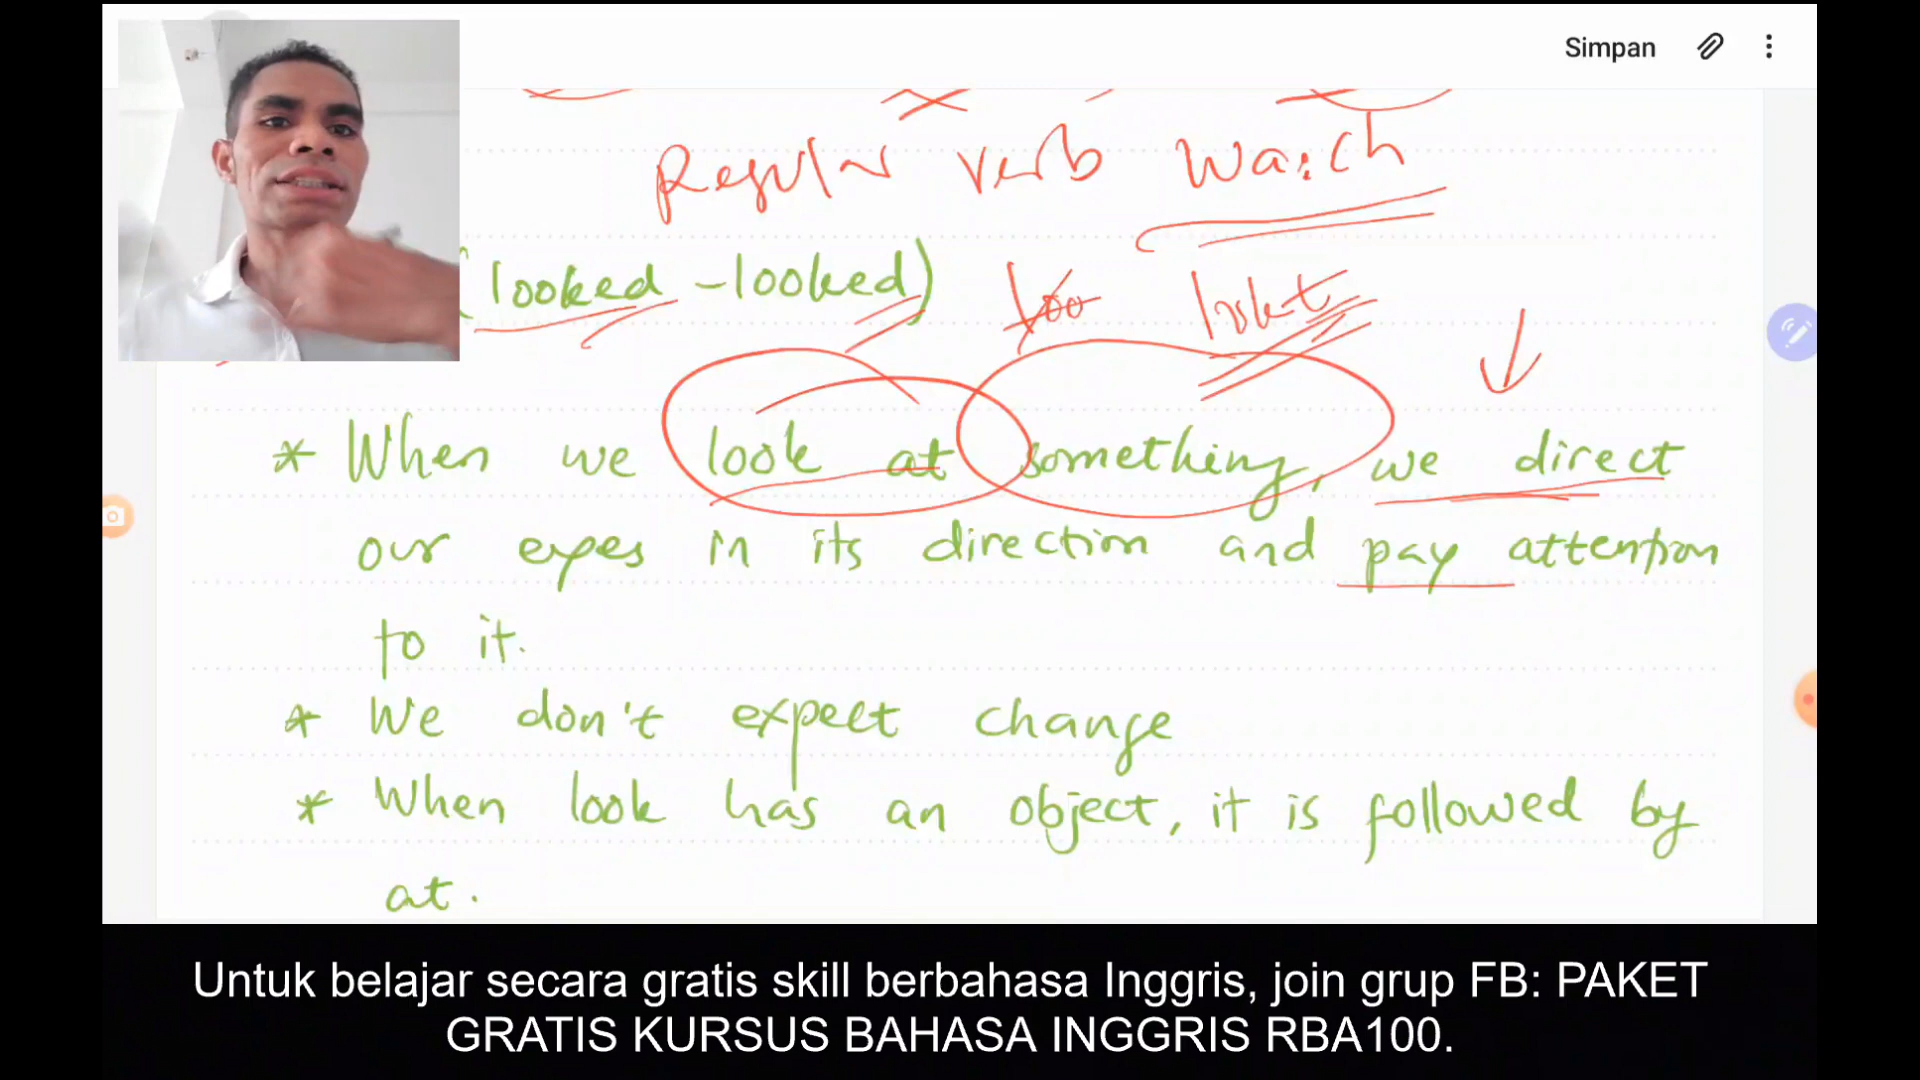 Simpan
Regular verb Watch
(looked - looked) loo lookt
* When we look at something, we direct
our eyes in its direction and pay attention
to it.
* We don't expect change
* When look has an object, it is followed by
at.
Untuk belajar secara gratis skill berbahasa Inggris, join grup FB: PAKET
GRATIS KURSUS BAHASA INGGRIS RBA100.